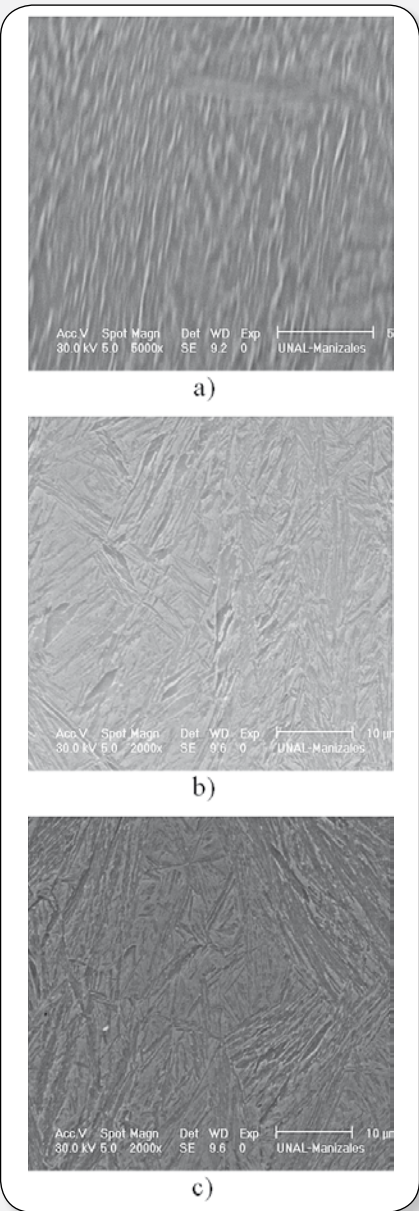 Acc.V Spot Magn Det WD Exp 5
30.0 kV 5.0 5000x SE 9.2 0 UNAL-Manizales
a)
Acc.V Spot Magn Det WD Exp 10 μm
30.0 kV 5.0 2000x SE 9.6 0 UNAL-Manizales
b)
Acc.V Spot Magn Det WD Exp 10 μm
30.0 kV 5.0 2000x SE 9.6 0 UNAL-Manizales
c)